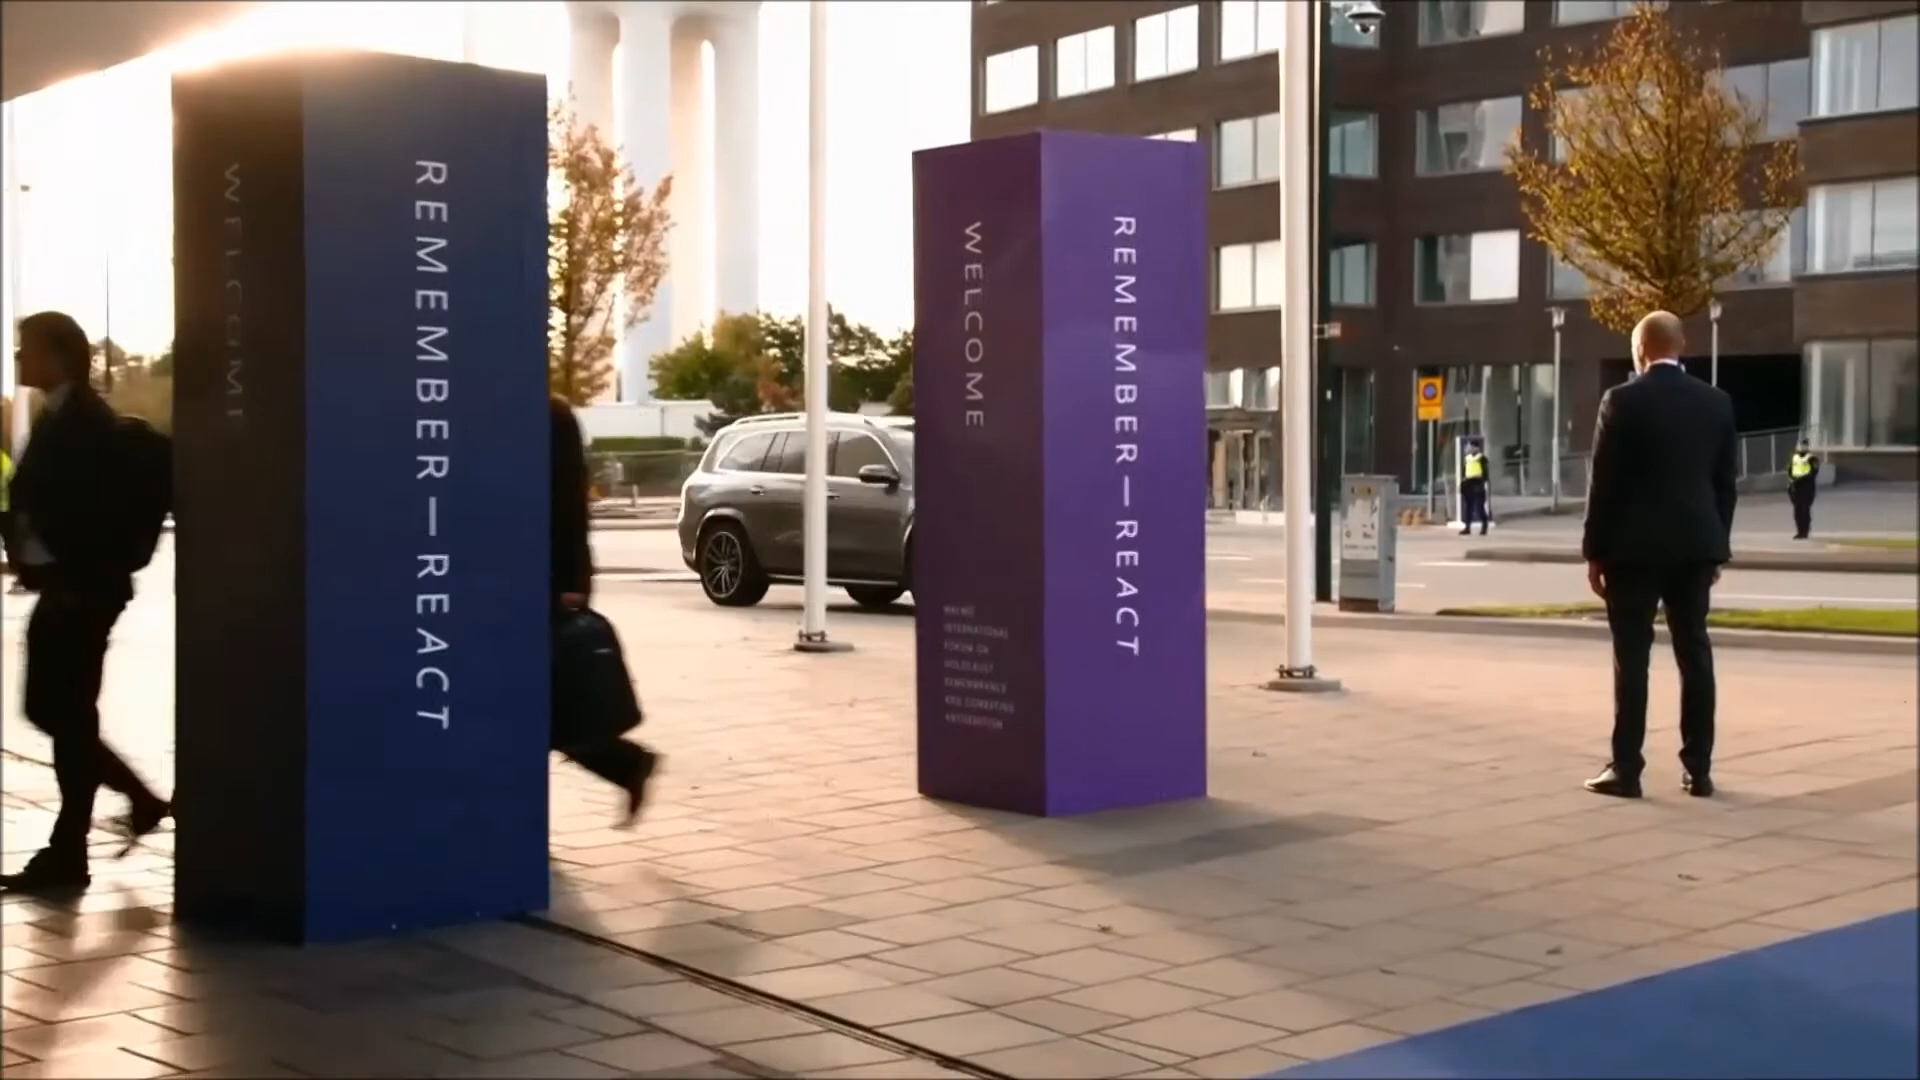 WELCOME
REMEMBER—REACT
WELCOME
REMEMBER—REACT
MALMÖ
INTERNATIONAL
FORUM ON
HOLOCAUST
REMEMBRANCE
AND COMBATING
ANTISEMITISM